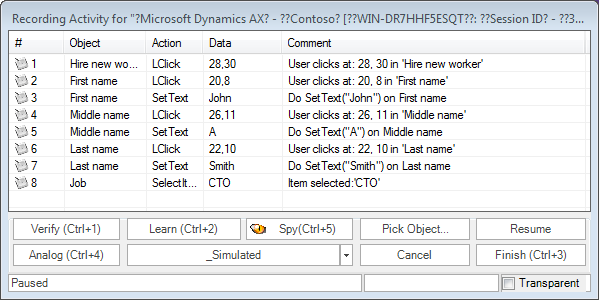 Recording Activity for "?Microsoft Dynamics AX? - ??Contoso? [??WIN-DR7HHF5ESQT??: ??Session ID? - ??3...
# Object Action Data Comment
1 Hire new wo... LClick 28,30 User clicks at: 28, 30 in 'Hire new worker'
2 First name LClick 20,8 User clicks at: 20, 8 in 'First name'
3 First name SetText John Do SetText("John") on First name
4 Middle name LClick 26,11 User clicks at: 26, 11 in 'Middle name'
5 Middle name SetText A Do SetText("A") on Middle name
6 Last name LClick 22,10 User clicks at: 22, 10 in 'Last name'
7 Last name SetText Smith Do SetText("Smith") on Last name
8 Job SelectIt... CTO Item selected:'CTO'
Verify (Ctrl+1) Learn (Ctrl+2) Spy(Ctrl+5) Pick Object... Resume
Analog (Ctrl+4) _Simulated Cancel Finish (Ctrl+3)
Paused Transparent